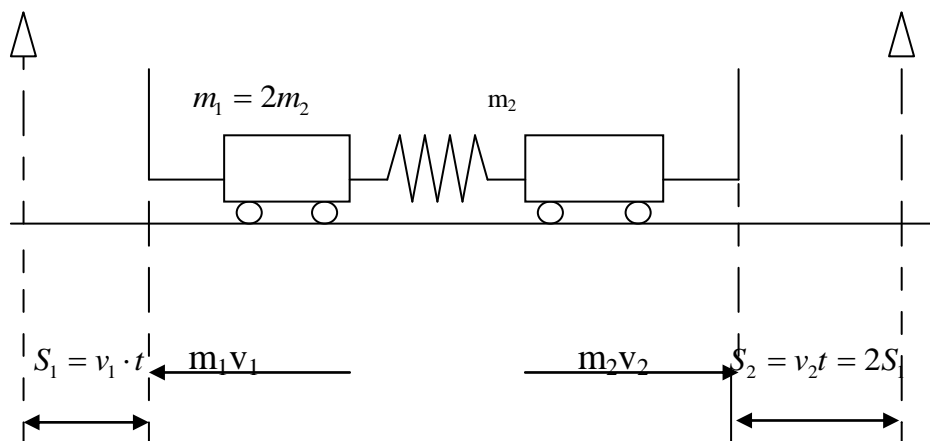 m₁ = 2m₂
m₂
S₁ = v₁ · t
m₁v₁
m₂v₂
S₂ = v₂t = 2S₁